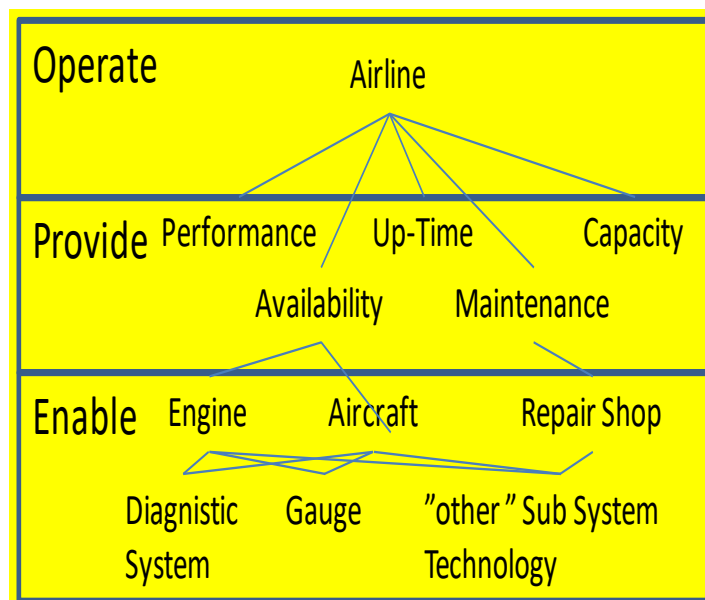 Operate
Airline
Provide
Performance
Up-Time
Capacity
Availability
Maintenance
Enable
Engine
Aircraft
Repair Shop
Diagnistic
System
Gauge
”other” Sub System
Technology